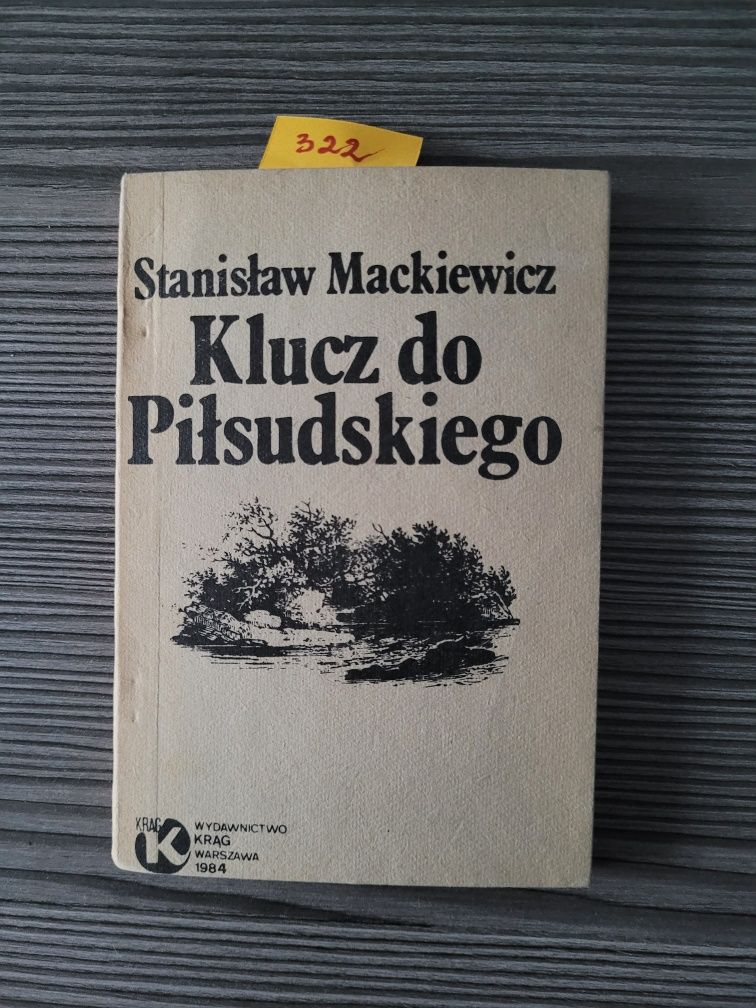 322
Stanisław Mackiewicz
Klucz do
Piłsudskiego
KRĄG
K
WYDAWNICTWO
KRĄG
WARSZAWA
1984